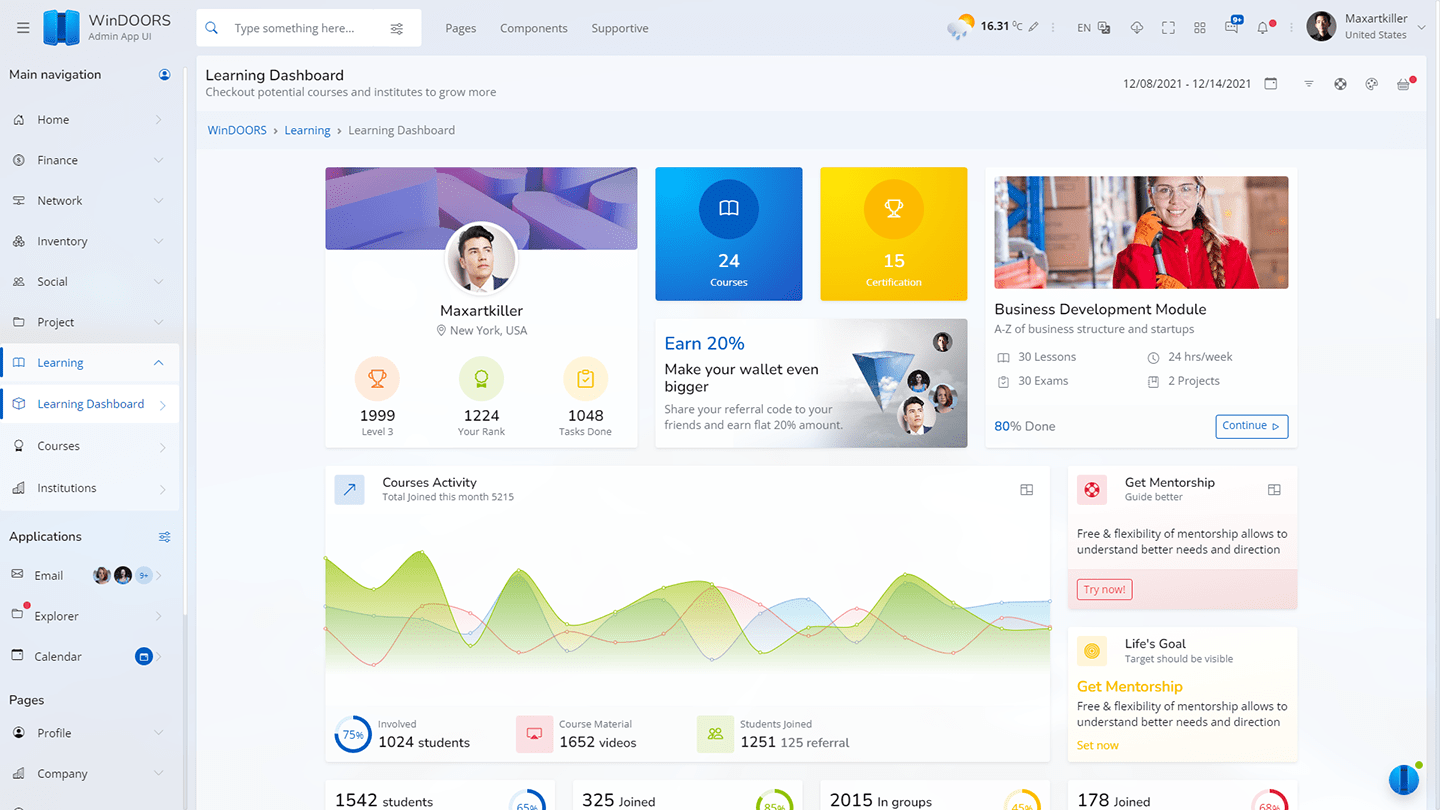 WinDOORS
Admin App UI
Type something here...
Pages
Components
Supportive
16.31 °C
EN
9+
Maxartkiller
United States
Main navigation
Home
Finance
Network
Inventory
Social
Project
Learning
Learning Dashboard
Courses
Institutions
Applications
Email
9+
Explorer
Calendar
Pages
Profile
Company
Learning Dashboard
Checkout potential courses and institutes to grow more
12/08/2021 - 12/14/2021
WinDOORS › Learning › Learning Dashboard
Maxartkiller
New York, USA
1999
Level 3
1224
Your Rank
1048
Tasks Done
24
Courses
15
Certification
Earn 20%
Make your wallet even
bigger
Share your referral code to your
friends and earn flat 20% amount.
Business Development Module
A-Z of business structure and startups
30 Lessons
24 hrs/week
30 Exams
2 Projects
80% Done
Continue
Courses Activity
Total Joined this month 5215
75%
Involved
1024 students
Course Material
1652 videos
Students Joined
1251 125 referral
Get Mentorship
Guide better
Free & flexibility of mentorship allows to
understand better needs and direction
Try now!
Life's Goal
Target should be visible
Get Mentorship
Free & flexibility of mentorship allows to
understand better needs and direction
Set now
1542 students
65%
325 Joined
85%
2015 In groups
45%
178 Joined
68%